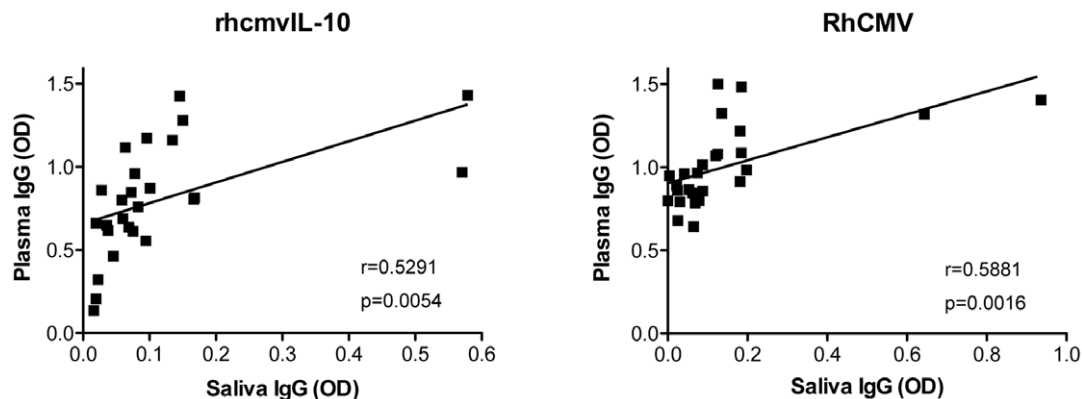 rhcmvIL-10
Plasma IgG (OD)
1.5
1.0
0.5
0.0
r=0.5291
p=0.0054
0.0 0.1 0.2 0.3 0.4 0.5 0.6
Saliva IgG (OD)
RhCMV
Plasma IgG (OD)
1.5
1.0
0.5
0.0
r=0.5881
p=0.0016
0.0 0.2 0.4 0.6 0.8 1.0
Saliva IgG (OD)